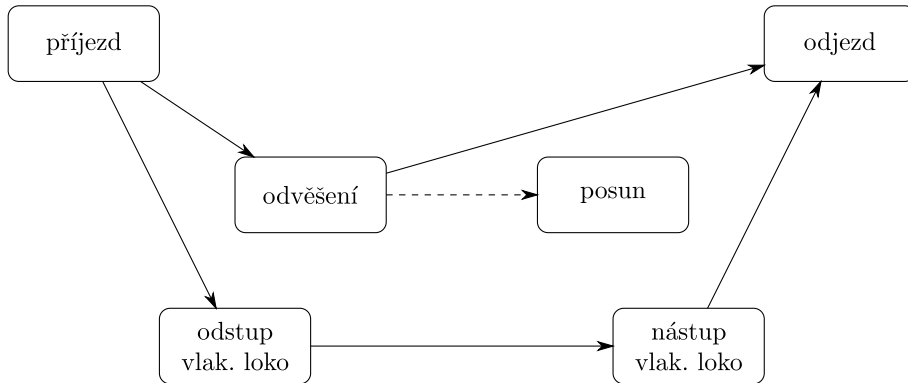 příjezd
odjezd
odvěšení
posun
odstup
vlak. loko
nástup
vlak. loko